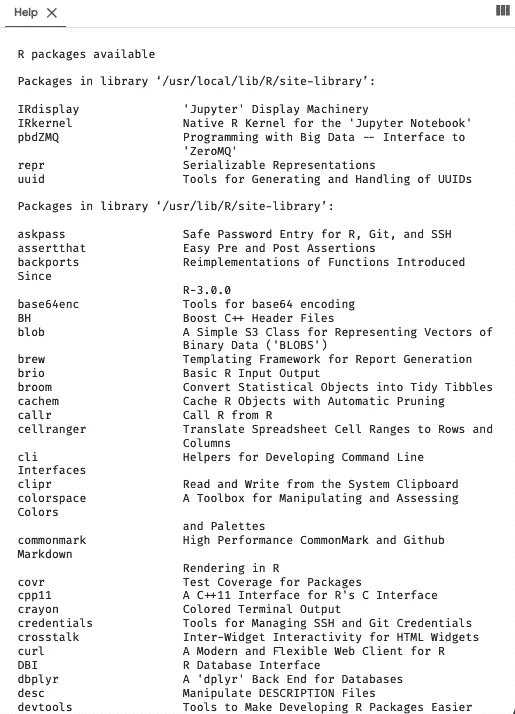 Help
R packages available
Packages in library ‘/usr/local/lib/R/site-library’:
IRdisplay 'Jupyter' Display Machinery
IRkernel Native R Kernel for the 'Jupyter Notebook'
pbdZMQ Programming with Big Data -- Interface to
'ZeroMQ'
repr Serializable Representations
uuid Tools for Generating and Handling of UUIDs
Packages in library ‘/usr/lib/R/site-library’:
askpass Safe Password Entry for R, Git, and SSH
assertthat Easy Pre and Post Assertions
backports Reimplementations of Functions Introduced
Since
R-3.0.0
base64enc Tools for base64 encoding
BH Boost C++ Header Files
blob A Simple S3 Class for Representing Vectors of
Binary Data ('BLOBS')
brew Templating Framework for Report Generation
brio Basic R Input Output
broom Convert Statistical Objects into Tidy Tibbles
cachem Cache R Objects with Automatic Pruning
callr Call R from R
cellranger Translate Spreadsheet Cell Ranges to Rows and
Columns
cli Helpers for Developing Command Line
Interfaces
clipr Read and Write from the System Clipboard
colorspace A Toolbox for Manipulating and Assessing
Colors
and Palettes
commonmark High Performance CommonMark and Github
Markdown
Rendering in R
covr Test Coverage for Packages
cpp11 A C++11 Interface for R's C Interface
crayon Colored Terminal Output
credentials Tools for Managing SSH and Git Credentials
crosstalk Inter-Widget Interactivity for HTML Widgets
curl A Modern and Flexible Web Client for R
DBI R Database Interface
dbplyr A 'dplyr' Back End for Databases
desc Manipulate DESCRIPTION Files
devtools Tools to Make Developing R Packages Easier